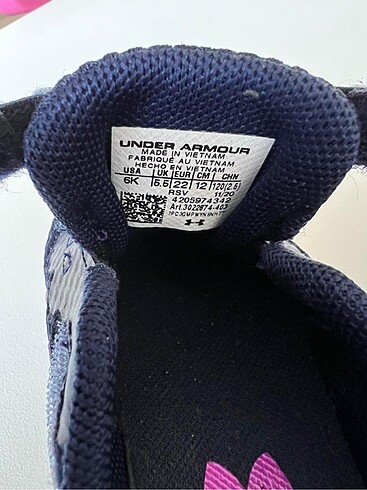 UNDER ARMOUR
MADE IN VIETNAM
FABRIQUÉ AU VIETNAM
HECHO EN VIETNAM
USA UK EUR CM CHN
6K 5.5 22 12 120(2.5)
RSV 11/20
4205974342
Art.3022874-403